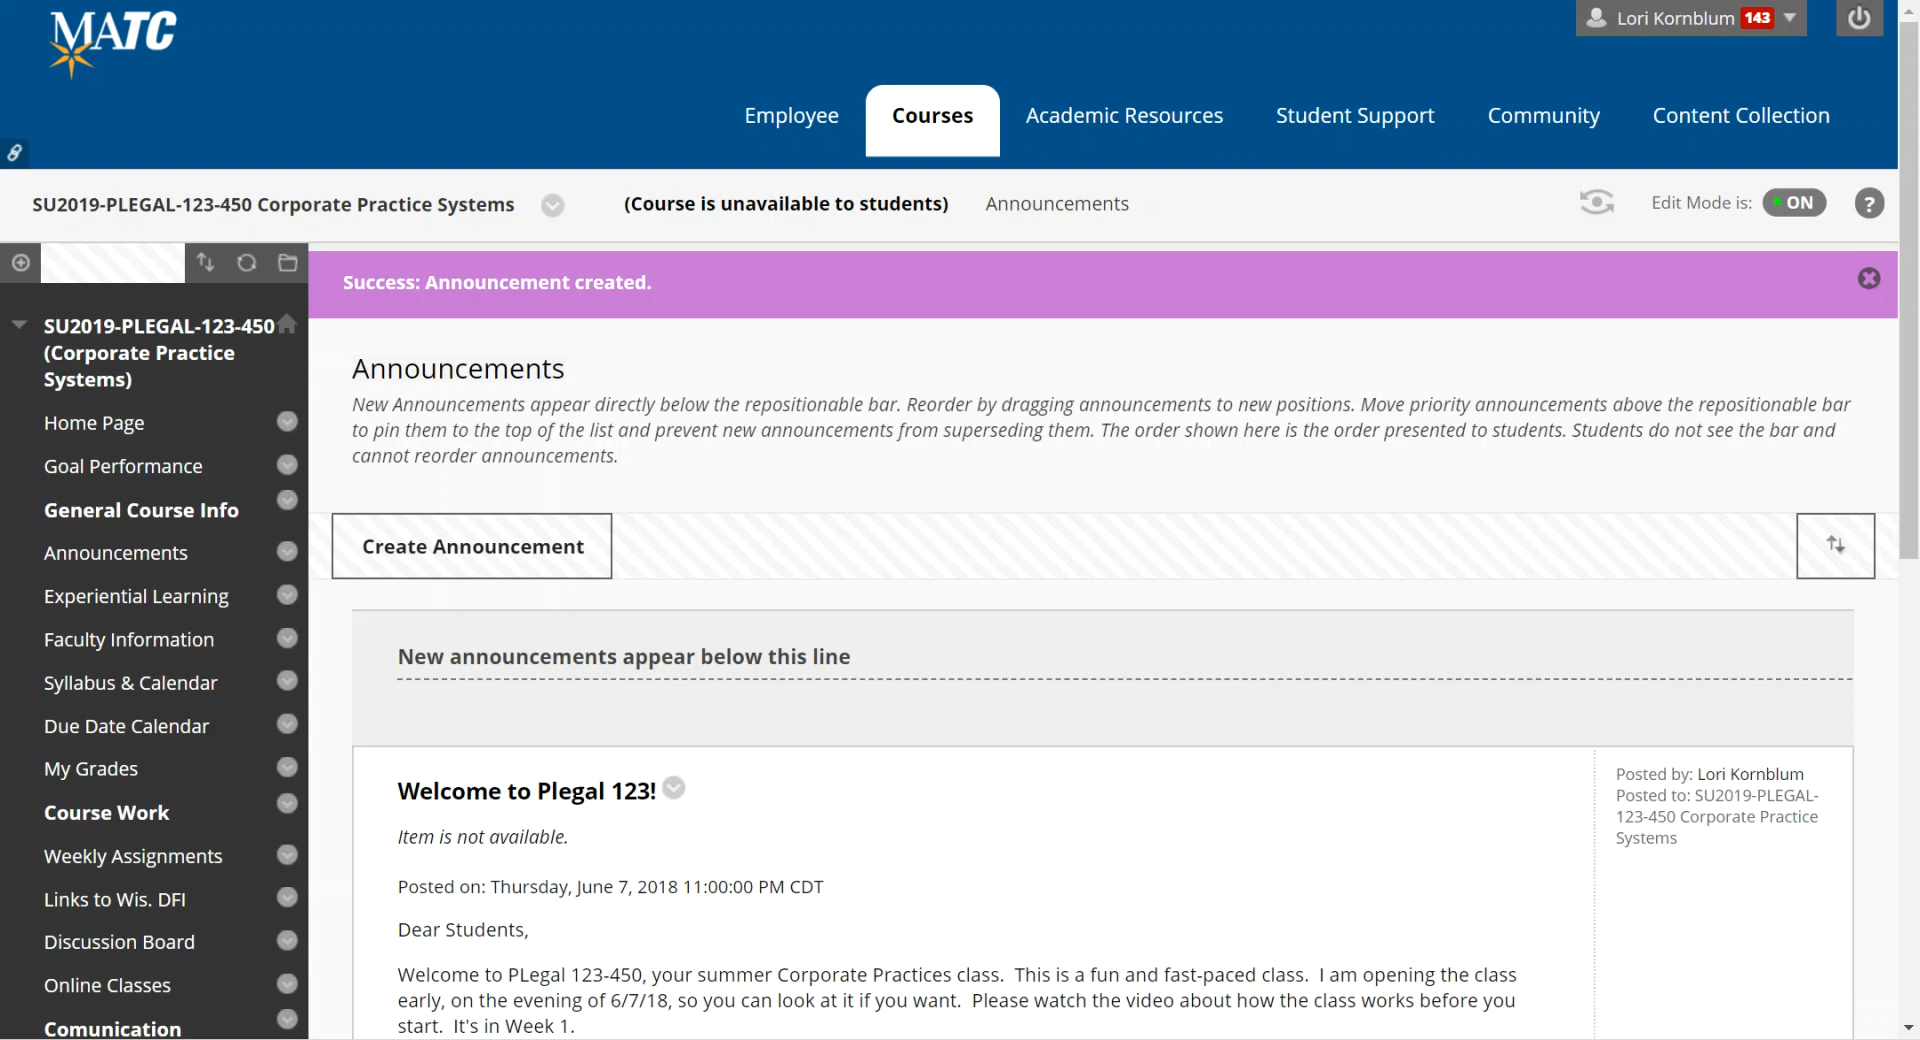 MATC
Lori Kornblum 143
Employee
Courses
Academic Resources
Student Support
Community
Content Collection
SU2019-PLEGAL-123-450 Corporate Practice Systems
(Course is unavailable to students)
Announcements
Edit Mode is: ON
?
SU2019-PLEGAL-123-450
(Corporate Practice
Systems)
Home Page
Goal Performance
General Course Info
Announcements
Experiential Learning
Faculty Information
Syllabus & Calendar
Due Date Calendar
My Grades
Course Work
Weekly Assignments
Links to Wis. DFI
Discussion Board
Online Classes
Comunication
Success: Announcement created.
Announcements
New Announcements appear directly below the repositionable bar. Reorder by dragging announcements to new positions. Move priority announcements above the repositionable bar
to pin them to the top of the list and prevent new announcements from superseding them. The order shown here is the order presented to students. Students do not see the bar and
cannot reorder announcements.
Create Announcement
New announcements appear below this line
Welcome to Plegal 123!
Item is not available.
Posted on: Thursday, June 7, 2018 11:00:00 PM CDT
Dear Students,
Welcome to PLegal 123-450, your summer Corporate Practices class.  This is a fun and fast-paced class.  I am opening the class
early, on the evening of 6/7/18, so you can look at it if you want.  Please watch the video about how the class works before you
start.  It's in Week 1.
Posted by: Lori Kornblum
Posted to: SU2019-PLEGAL-
123-450 Corporate Practice
Systems